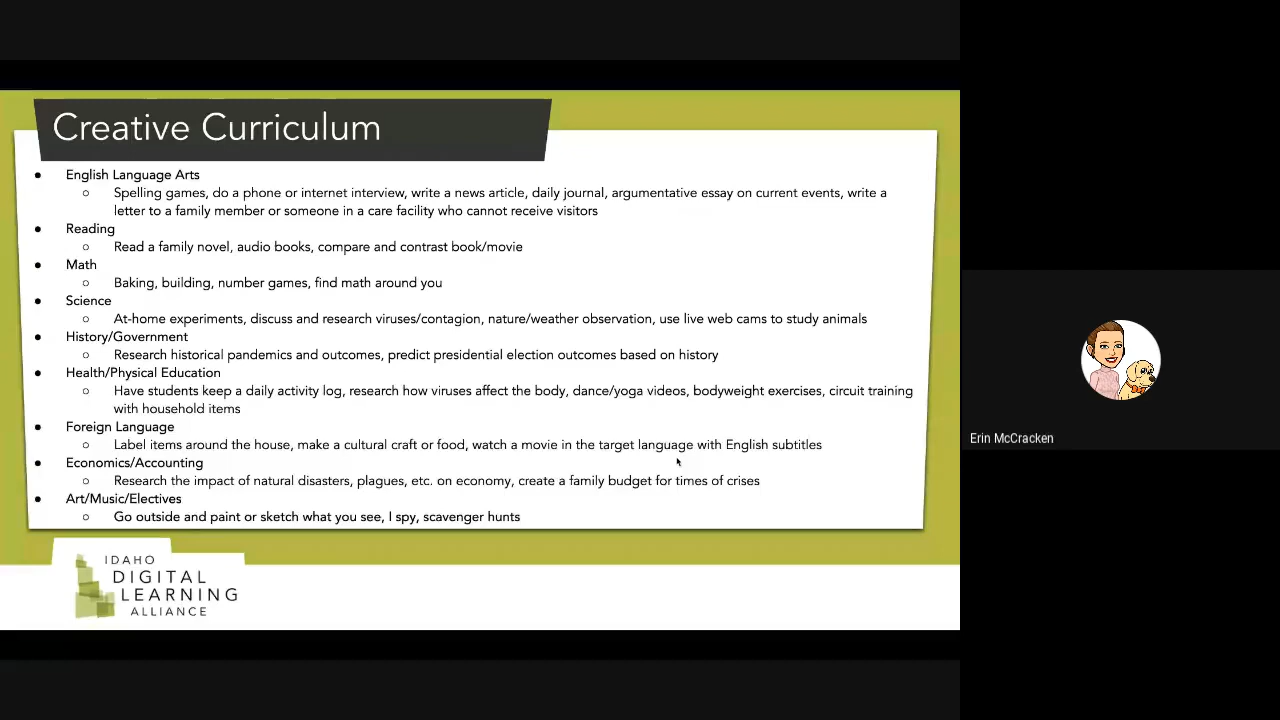 Creative Curriculum
● English Language Arts
○ Spelling games, do a phone or internet interview, write a news article, daily journal, argumentative essay on current events, write a
letter to a family member or someone in a care facility who cannot receive visitors
● Reading
○ Read a family novel, audio books, compare and contrast book/movie
● Math
○ Baking, building, number games, find math around you
● Science
○ At-home experiments, discuss and research viruses/contagion, nature/weather observation, use live web cams to study animals
● History/Government
○ Research historical pandemics and outcomes, predict presidential election outcomes based on history
● Health/Physical Education
○ Have students keep a daily activity log, research how viruses affect the body, dance/yoga videos, bodyweight exercises, circuit training
with household items
● Foreign Language
○ Label items around the house, make a cultural craft or food, watch a movie in the target language with English subtitles
● Economics/Accounting
○ Research the impact of natural disasters, plagues, etc. on economy, create a family budget for times of crises
● Art/Music/Electives
○ Go outside and paint or sketch what you see, I spy, scavenger hunts
IDAHO
DIGITAL
LEARNING
ALLIANCE
Erin McCracken